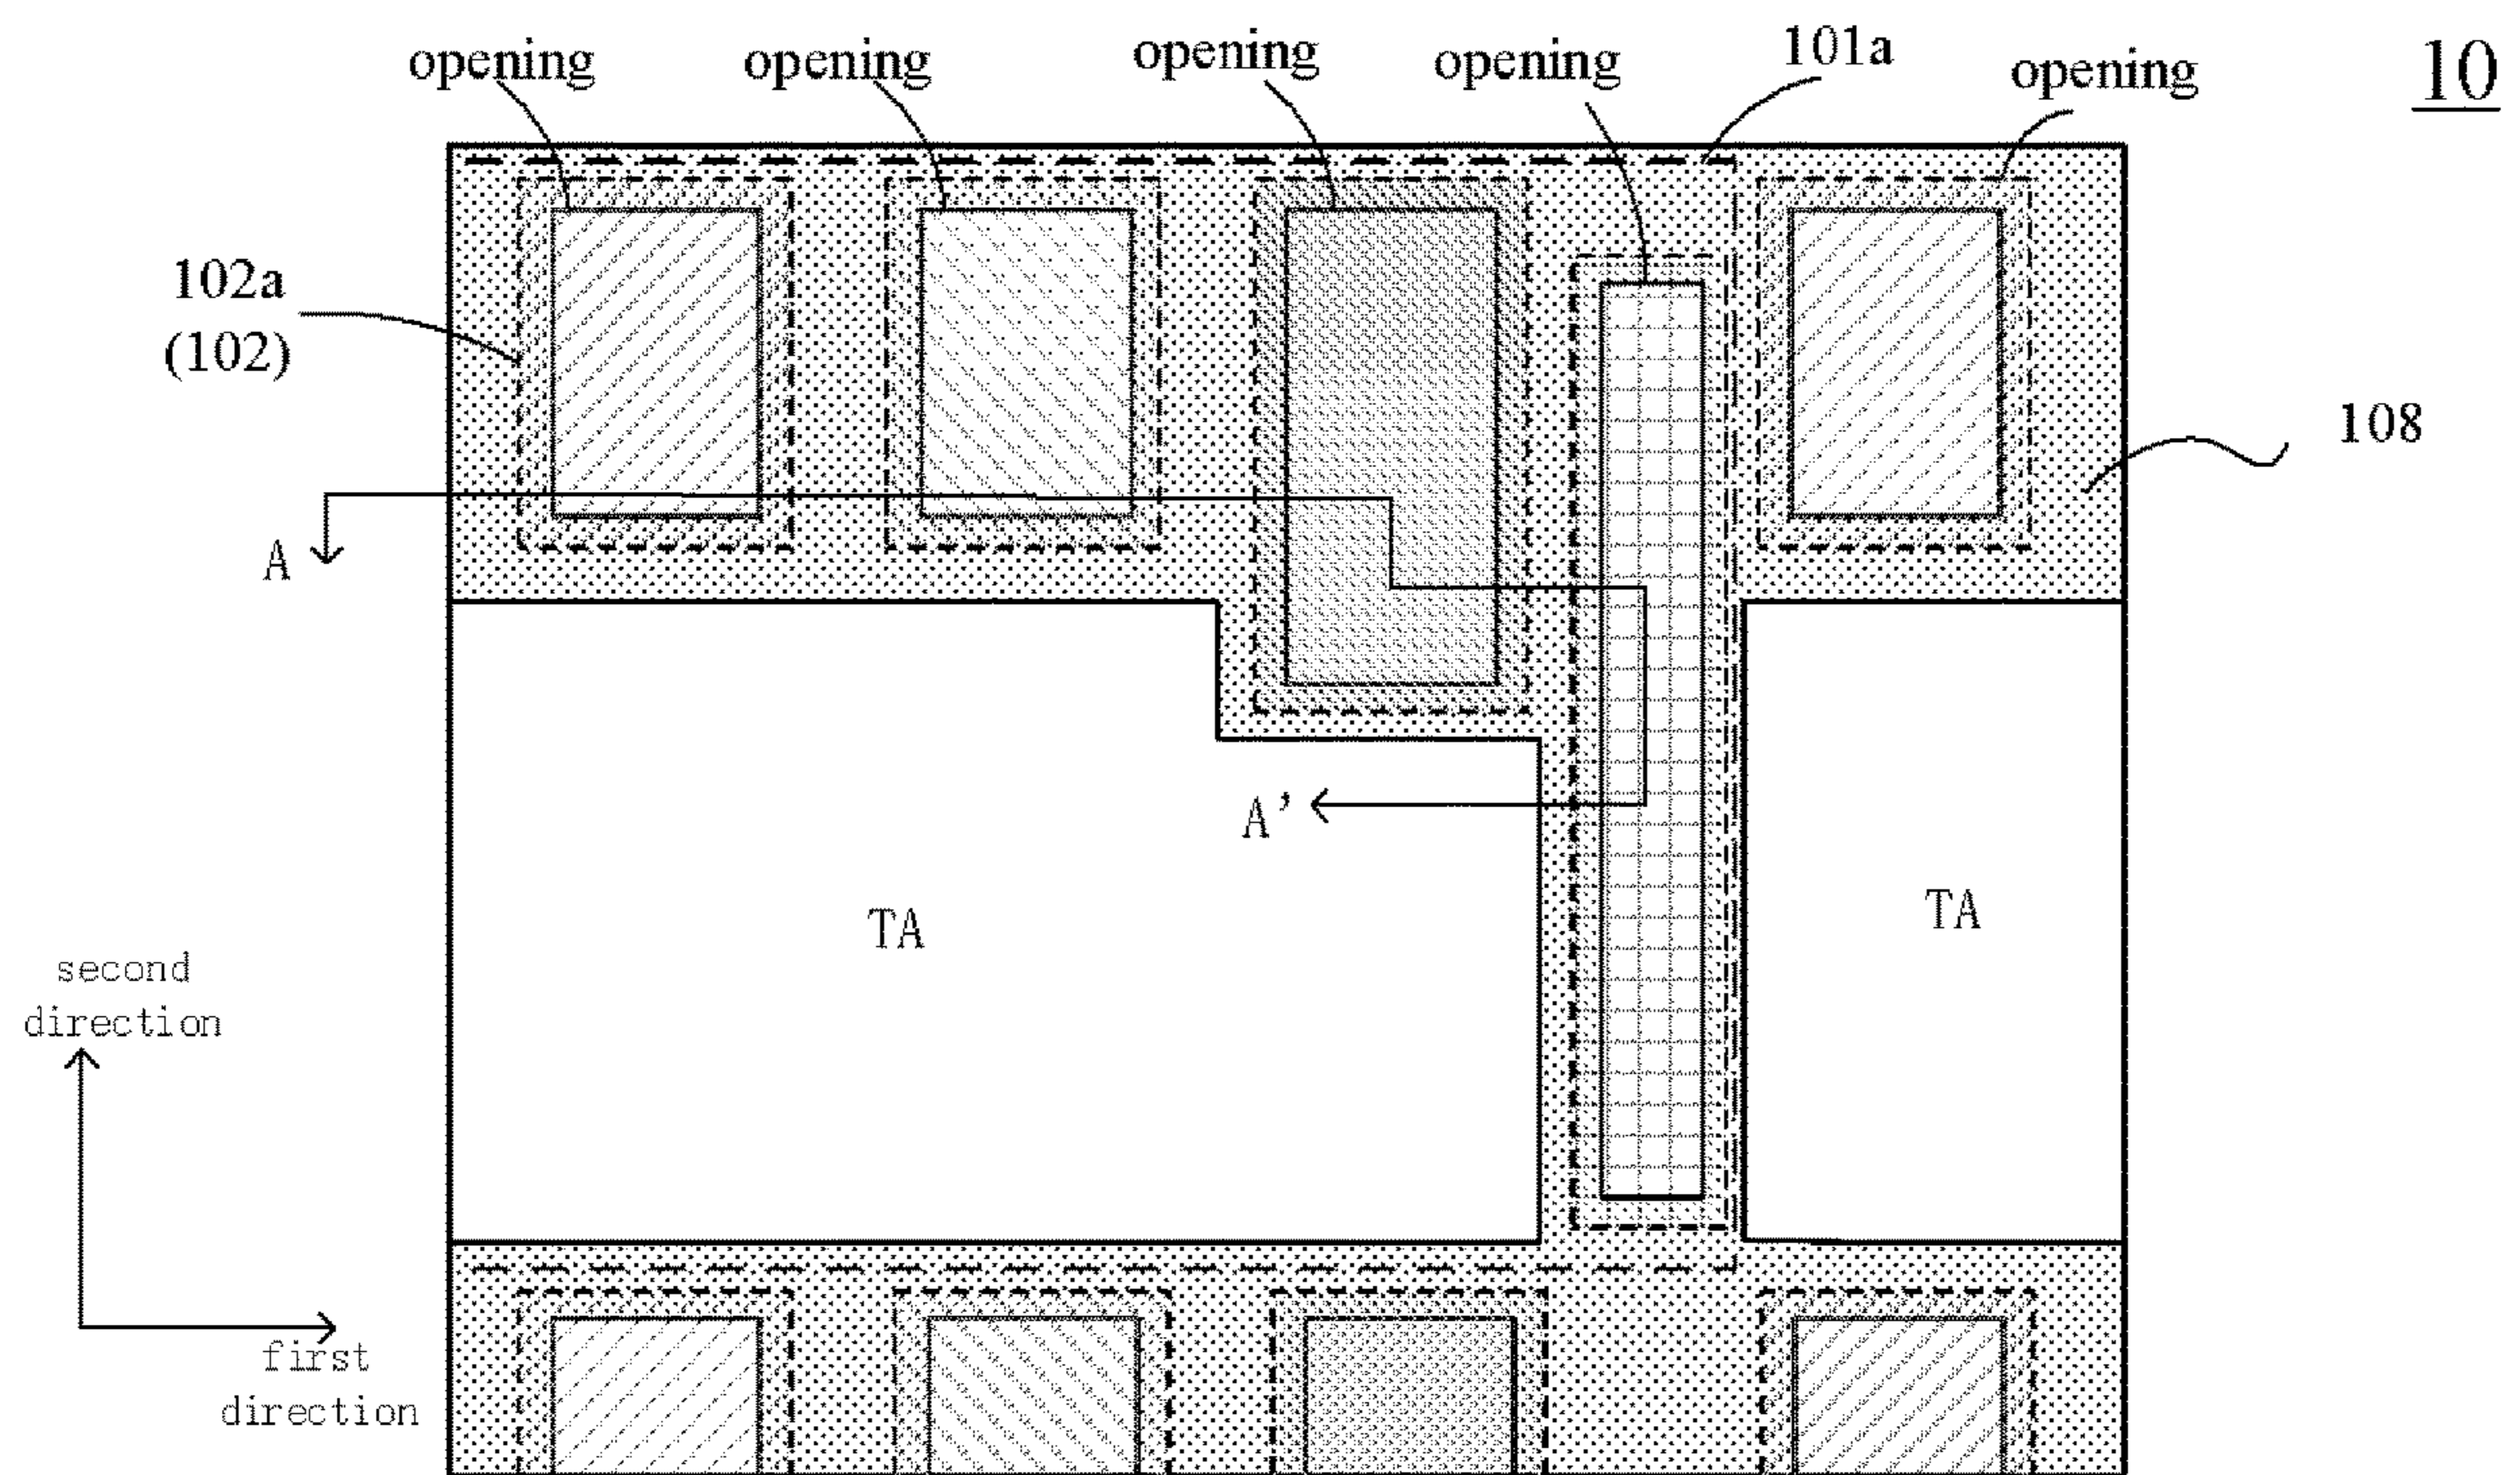 opening
opening
opening
opening
101a
opening
10
102a
(102)
108
A
A’
TA
TA
second
direction
first
direction